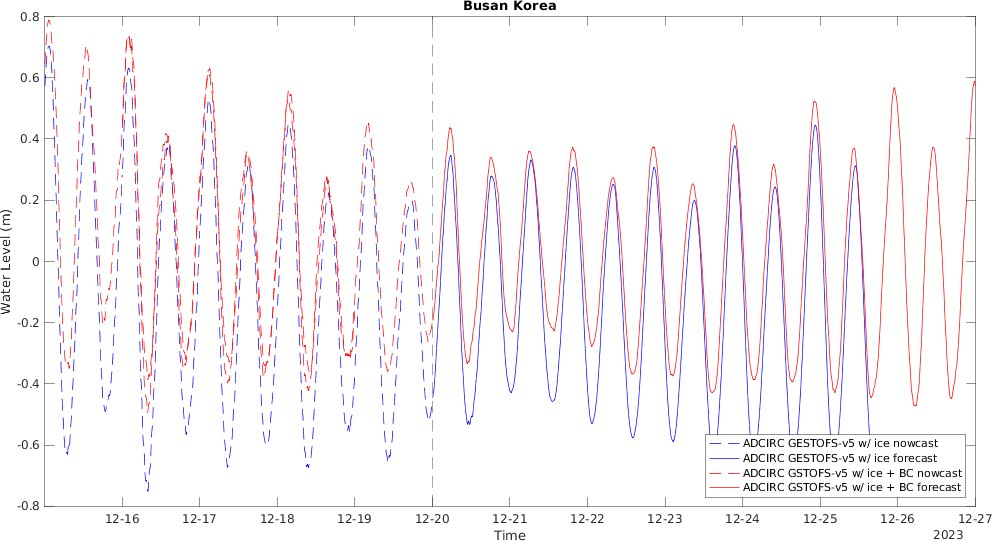 Busan Korea
0.8
0.6
0.4
0.2
0
-0.2
-0.4
-0.6
-0.8
Water Level (m)
ADCIRC GESTOFS-v5 w/ ice nowcast
ADCIRC GESTOFS-v5 w/ ice forecast
ADCIRC GSTOFS-v5 w/ ice + BC nowcast
ADCIRC GSTOFS-v5 w/ ice + BC forecast
12-16 12-17 12-18 12-19 12-20 12-21 12-22 12-23 12-24 12-25 12-26 12-27
Time
2023